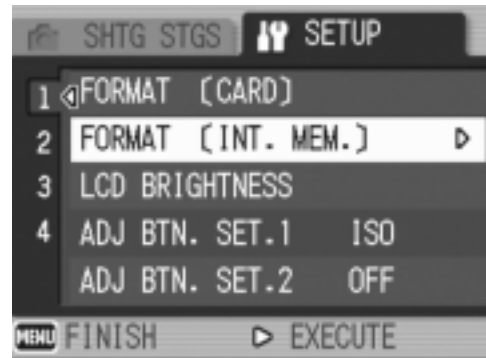 SHTG STGS SETUP
1 FORMAT [CARD]
2 FORMAT [INT. MEM.]
3 LCD BRIGHTNESS
4 ADJ BTN. SET.1 ISO
ADJ BTN. SET.2 OFF
MENU FINISH EXECUTE